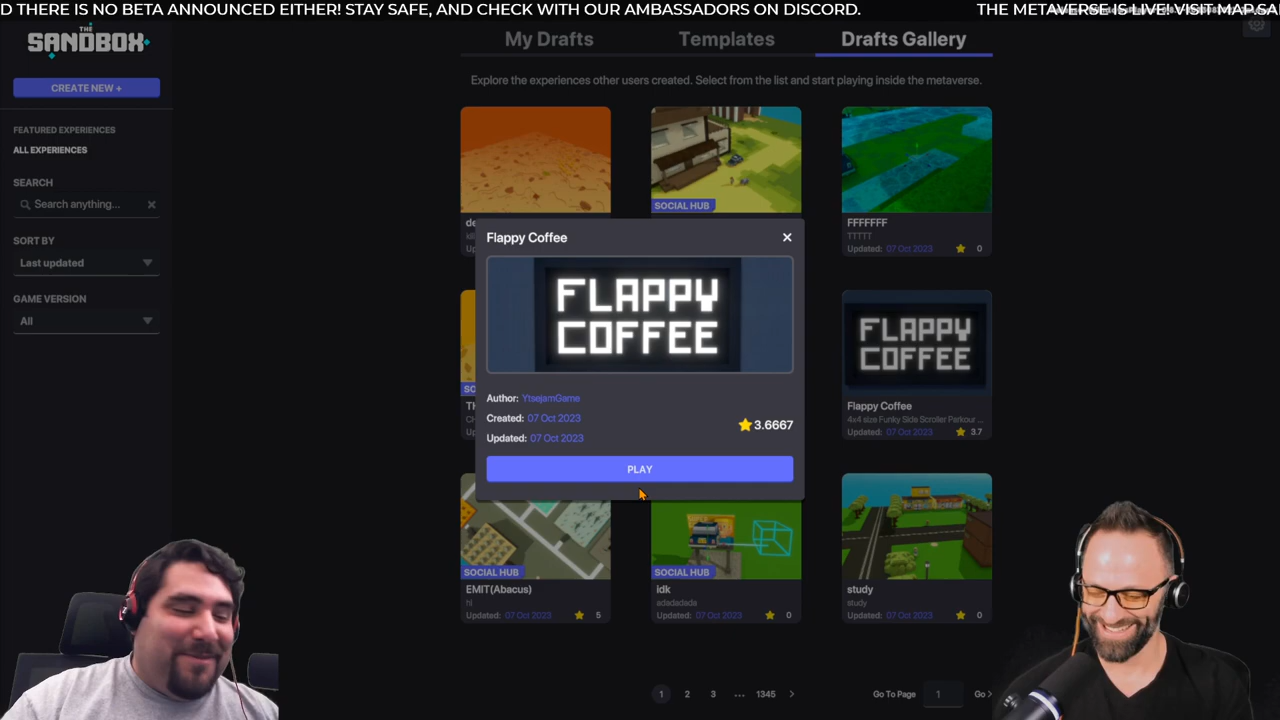 D THERE IS NO BETA ANNOUNCED EITHER! STAY SAFE, AND CHECK WITH OUR AMBASSADORS ON DISCORD. THE METAVERSE IS LIVE! VISIT MAP.SA
THE
SANDBOX
My Drafts Templates Drafts Gallery
CREATE NEW +
Explore the experiences other users created. Select from the list and start playing inside the metaverse.
FEATURED EXPERIENCES
ALL EXPERIENCES
SEARCH
Search anything...
SORT BY
Last updated
GAME VERSION
All
SOCIAL HUB
FFFFFFF
TTTTT
Updated: 07 Oct 2023 0
Flappy Coffee
FLAPPY
COFFEE
Author: YtsejamGame
Created: 07 Oct 2023
Updated: 07 Oct 2023
3.6667
PLAY
FLAPPY
COFFEE
Flappy Coffee
4x4 size Funky Side Scroller Parkour ...
Updated: 07 Oct 2023 3.7
SOCIAL HUB
EMIT(Abacus)
hi
Updated: 07 Oct 2023 5
SOCIAL HUB
idk
adadadada
Updated: 07 Oct 2023 0
study
study
Updated: 07 Oct 2023 0
1 2 3 ... 1345
Go To Page 1 Go